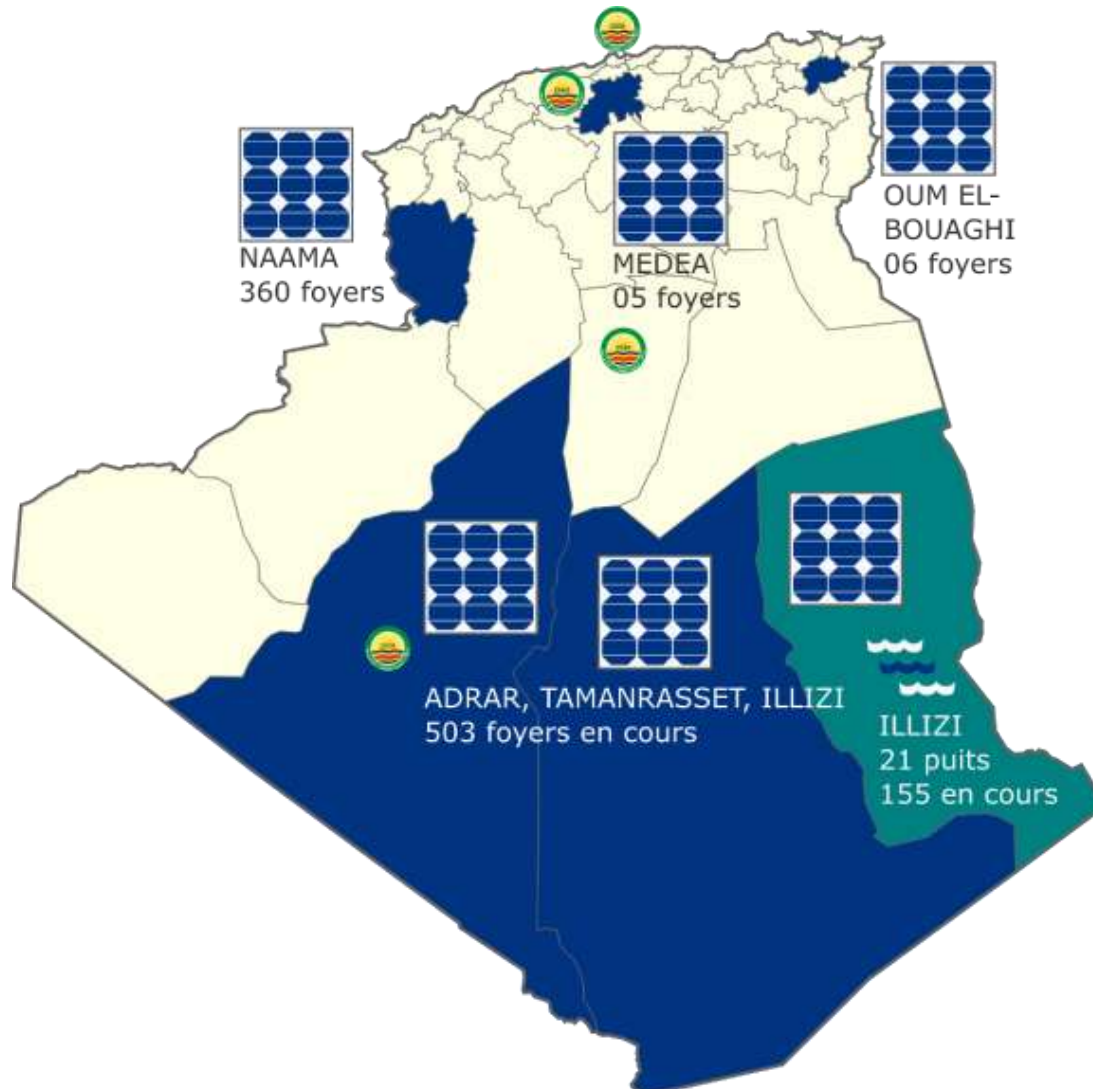 NAAMA
360 foyers
MEDEA
05 foyers
OUM EL-
BOUAGHI
06 foyers
ADRAR, TAMANRASSET, ILLIZI
503 foyers en cours
ILLIZI
21 puits
155 en cours